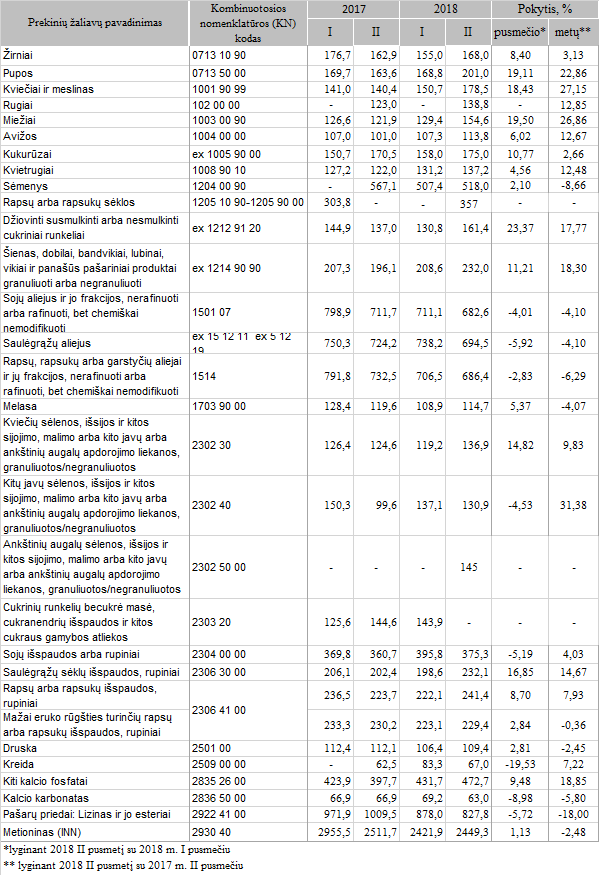 Prekinių žaliavų pavadinimas Kombinuotosios nomenklatūros (KN) kodas 2017 2018 Pokytis, %
I II I II pusmečio* metų**
Žirniai 0713 10 90 176,7 162,9 155,0 168,0 8,40 3,13
Pupos 0713 50 00 169,7 163,6 168,8 201,0 19,11 22,86
Kviečiai ir meslinas 1001 90 99 141,0 140,4 150,7 178,5 18,43 27,15
Rugiai 102 00 00 - 123,0 - 138,8 - 12,85
Miežiai 1003 00 90 126,6 121,9 129,4 154,6 19,50 26,86
Avižos 1004 00 00 107,0 101,0 107,3 113,8 6,02 12,67
Kukurūzai ex 1005 90 00 150,7 170,5 158,0 175,0 10,77 2,66
Kvietrugiai 1008 90 10 127,2 122,0 131,2 137,2 4,56 12,48
Sėmenys 1204 00 90 - 567,1 507,4 518,0 2,10 -8,66
Rapsų arba rapsukų sėklos 1205 10 90-1205 90 00 303,8 - - 357 - -
Džiovinti susmulkinti arba nesmulkinti
cukriniai runkeliai ex 1212 91 20 144,9 137,0 130,8 161,4 23,37 17,77
Šienas, dobilai, bandvikiai, lubinai,
vikiai ir panašūs pašariniai produktai
granuliuoti arba negranuliuoti ex 1214 90 90 207,3 196,1 208,6 232,0 11,21 18,30
Sojų aliejus ir jo frakcijos, nerafinuoti
arba rafinuoti, bet chemiškai
nemodifikuoti 1501 07 798,9 711,7 711,1 682,6 -4,01 -4,10
Saulėgrąžų aliejus ex 15 12 11 ex 5 12 19 750,3 724,2 738,2 694,5 -5,92 -4,10
Rapsų, rapsukų arba garstyčių aliejai
ir jų frakcijos, nerafinuoti arba
rafinuoti, bet chemiškai nemodifikuoti 1514 791,8 732,5 706,5 686,4 -2,83 -6,29
Melasa 1703 90 00 128,4 119,6 108,9 114,7 5,37 -4,07
Kviečių sėlenos, išsijos ir kitos
sijojimo, malimo arba kito javų arba
ankštinių augalų apdorojimo liekanos,
granuliuotos/negranuliuotos 2302 30 126,4 124,6 119,2 136,9 14,82 9,83
Kitų javų sėlenos, išsijos ir kitos
sijojimo, malimo arba kito javų arba
ankštinių augalų apdorojimo liekanos,
granuliuotos/negranuliuotos 2302 40 150,3 99,6 137,1 130,9 -4,53 31,38
Ankštinių augalų sėlenos, išsijos ir
kitos sijojimo, malimo arba kito javų
arba ankštinių augalų apdorojimo
liekanos, granuliuotos/negranuliuotos 2302 50 00 - - - 145 - -
Cukrinių runkelių becukrė masė,
cukranendrių išspaudos ir kitos
cukraus gamybos atliekos 2303 20 125,6 144,6 143,9 - - -
Sojų išspaudos arba rupiniai 2304 00 00 369,8 360,7 395,8 375,3 -5,19 4,03
Saulėgrąžų sėklų išspaudos, rupiniai 2306 30 00 206,1 202,4 198,6 232,1 16,85 14,67
Rapsų arba rapsukų išspaudos,
rupiniai 2306 41 00 236,5 223,7 222,1 241,4 8,70 7,93
Mažai eruko rūgšties turinčių rapsų
arba rapsukų išspaudos, rupiniai 233,3 230,2 223,1 229,4 2,84 -0,36
Druska 2501 00 112,4 112,1 106,4 109,4 2,81 -2,45
Kreida 2509 00 00 - 62,5 83,3 67,0 -19,53 7,22
Kiti kalcio fosfatai 2835 26 00 423,9 397,7 431,7 472,7 9,48 18,85
Kalcio karbonatas 2836 50 00 66,9 66,9 69,2 63,0 -8,98 -5,80
Pašarų priedai: Lizinas ir jo esteriai 2922 41 00 971,9 1009,5 878,0 827,8 -5,72 -18,00
Metioninas (INN) 2930 40 2955,5 2511,7 2421,9 2449,3 1,13 -2,48
*lyginant 2018 II pusmetį su 2018 m. I pusmečiu
** lyginant 2018 II pusmetį su 2017 m. II pusmečiu